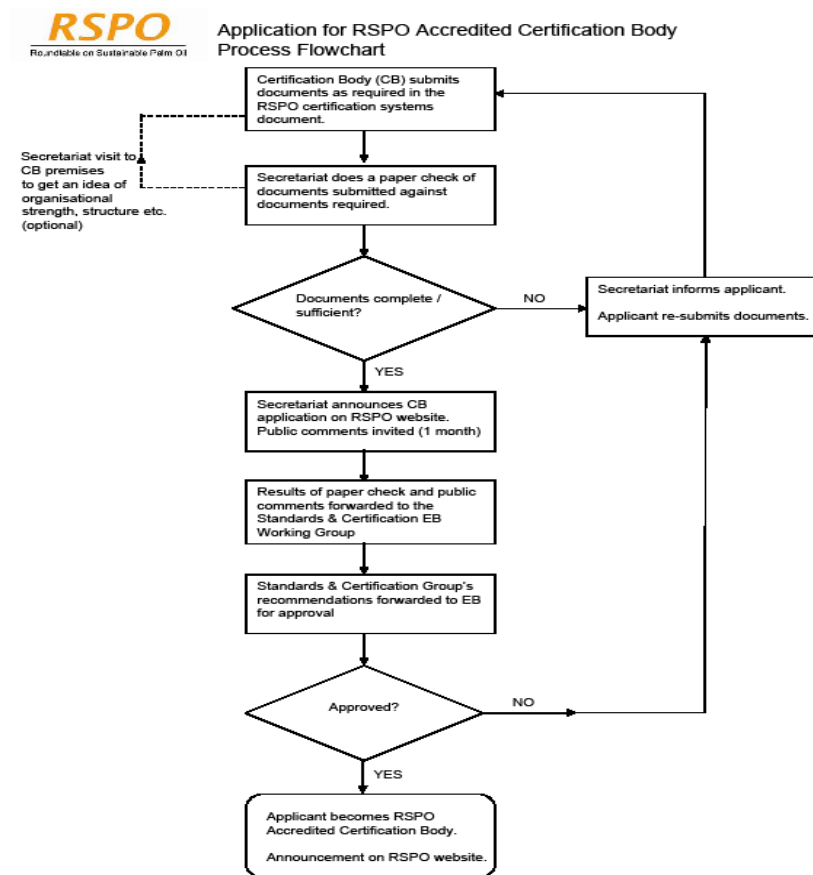 RSPO
Roundtable on Sustainable Palm Oil
Application for RSPO Accredited Certification Body
Process Flowchart
Certification Body (CB) submits
documents as required in the
RSPO certification systems
document.
Secretariat visit to
CB premises
to get an idea of
organisational
strength, structure etc.
(optional)
Secretariat does a paper check of
documents submitted against
documents required.
Documents complete /
sufficient?
NO
Secretariat informs applicant.
Applicant re-submits documents.
YES
Secretariat announces CB
application on RSPO website.
Public comments invited (1 month)
Results of paper check and public
comments forwarded to the
Standards & Certification EB
Working Group
Standards & Certification Group's
recommendations forwarded to EB
for approval
Approved?
NO
YES
Applicant becomes RSPO
Accredited Certification Body.
Announcement on RSPO website.